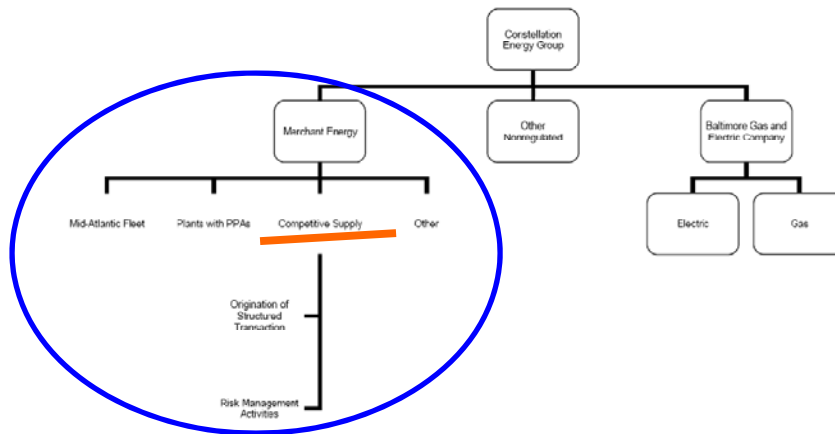 Constellation
Energy Group
Merchant Energy
Other
Nonregulated
Baltimore Gas and
Electric Company
Mid-Atlantic Fleet
Plants with PPAs
Competitive Supply
Other
Electric
Gas
Origination of
Structured
Transaction
Risk Management
Activities